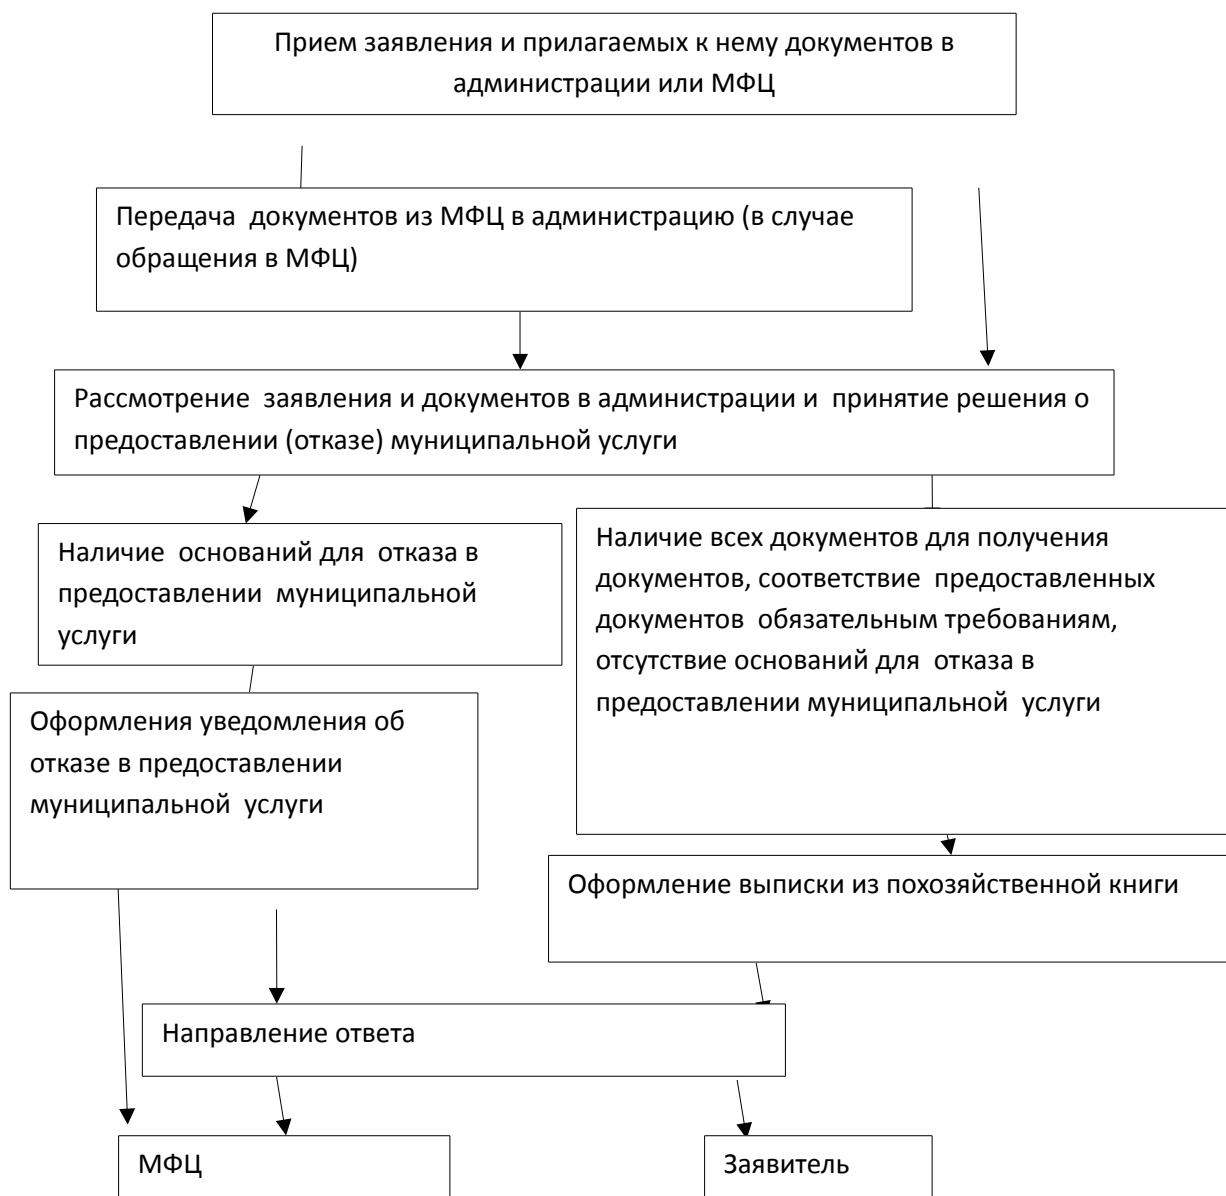 Прием заявления и прилагаемых к нему документов в
администрации или МФЦ
Передача документов из МФЦ в администрацию (в случае
обращения в МФЦ)
Рассмотрение заявления и документов в администрации и принятие решения о
предоставлении (отказе) муниципальной услуги
Наличие оснований для отказа в
предоставлении муниципальной
услуги
Наличие всех документов для получения
документов, соответствие предоставленных
документов обязательным требованиям,
отсутствие оснований для отказа в
предоставлении муниципальной услуги
Оформления уведомления об
отказе в предоставлении
муниципальной услуги
Оформление выписки из похозяйственной книги
Направление ответа
МФЦ
Заявитель